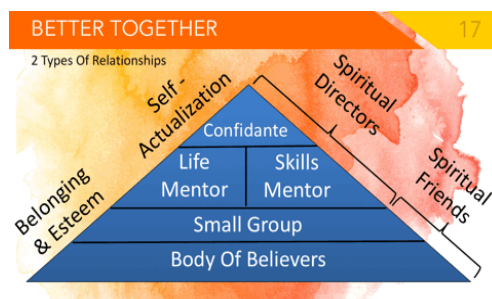 BETTER TOGETHER
17
2 Types Of Relationships
Self -
Actualization
Belonging
& Esteem
Spiritual
Directors
Spiritual
Friends
Confidante
Life
Mentor
Skills
Mentor
Small Group
Body Of Believers